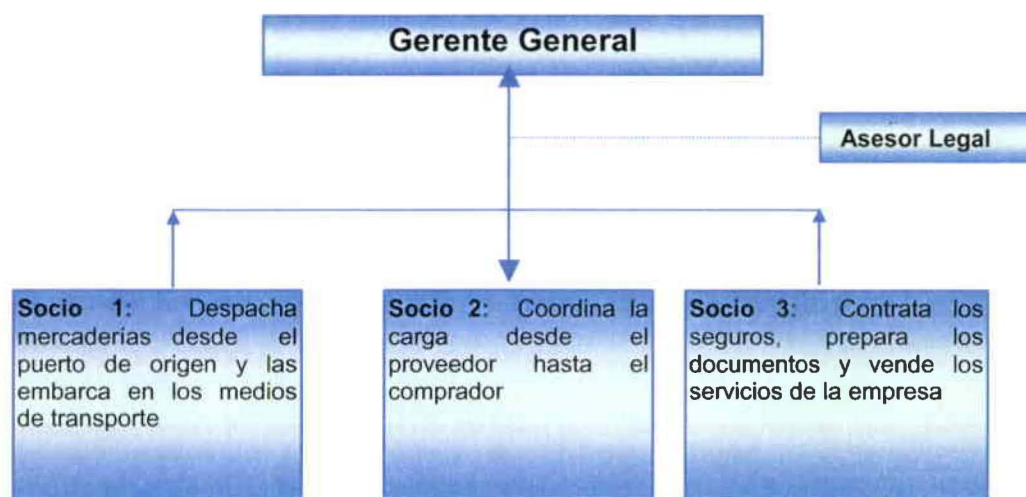 Gerente General
Asesor Legal
Socio 1: Despacha
mercaderías desde el
puerto de origen y las
embarca en los medios
de transporte
Socio 2: Coordina la
carga desde el
proveedor hasta el
comprador
Socio 3: Contrata los
seguros, prepara los
documentos y vende los
servicios de la empresa